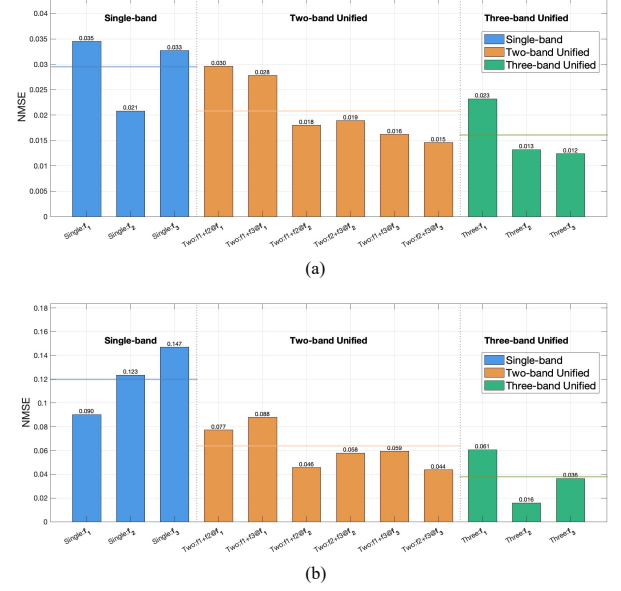 0.04
Single-band
Two-band Unified
Three-band Unified
0.035
0.03
0.025
0.02
0.015
0.01
0.005
0
NMSE
0.035
0.021
0.033
0.030
0.028
0.018
0.019
0.016
0.015
0.023
0.013
0.012
Single-band
Two-band Unified
Three-band Unified
Single:f1
Single:f2
Single:f3
Two:f1+f2@f1
Two:f1+f3@f1
Two:f1+f2@f2
Two:f2+f3@f2
Two:f1+f3@f3
Two:f2+f3@f3
Three:f1
Three:f2
Three:f3
(a)
0.18
0.16
0.14
0.12
0.1
0.08
0.06
0.04
0.02
0
NMSE
Single-band
Two-band Unified
Three-band Unified
0.090
0.123
0.147
0.077
0.088
0.046
0.058
0.059
0.044
0.061
0.016
0.036
Single-band
Two-band Unified
Three-band Unified
Single:f1
Single:f2
Single:f3
Two:f1+f2@f1
Two:f1+f3@f1
Two:f1+f2@f2
Two:f2+f3@f2
Two:f1+f3@f3
Two:f2+f3@f3
Three:f1
Three:f2
Three:f3
(b)